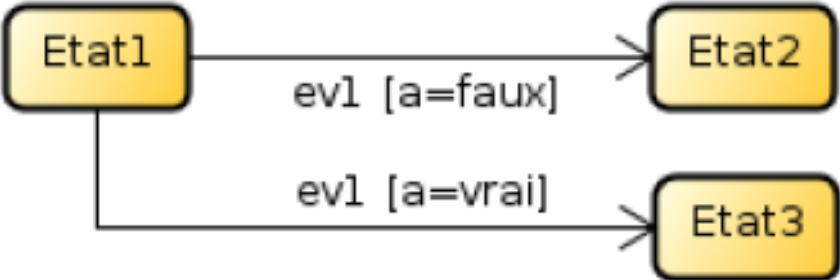 Etat1
Etat2
ev1 [a=faux]
ev1 [a=vrai]
Etat3